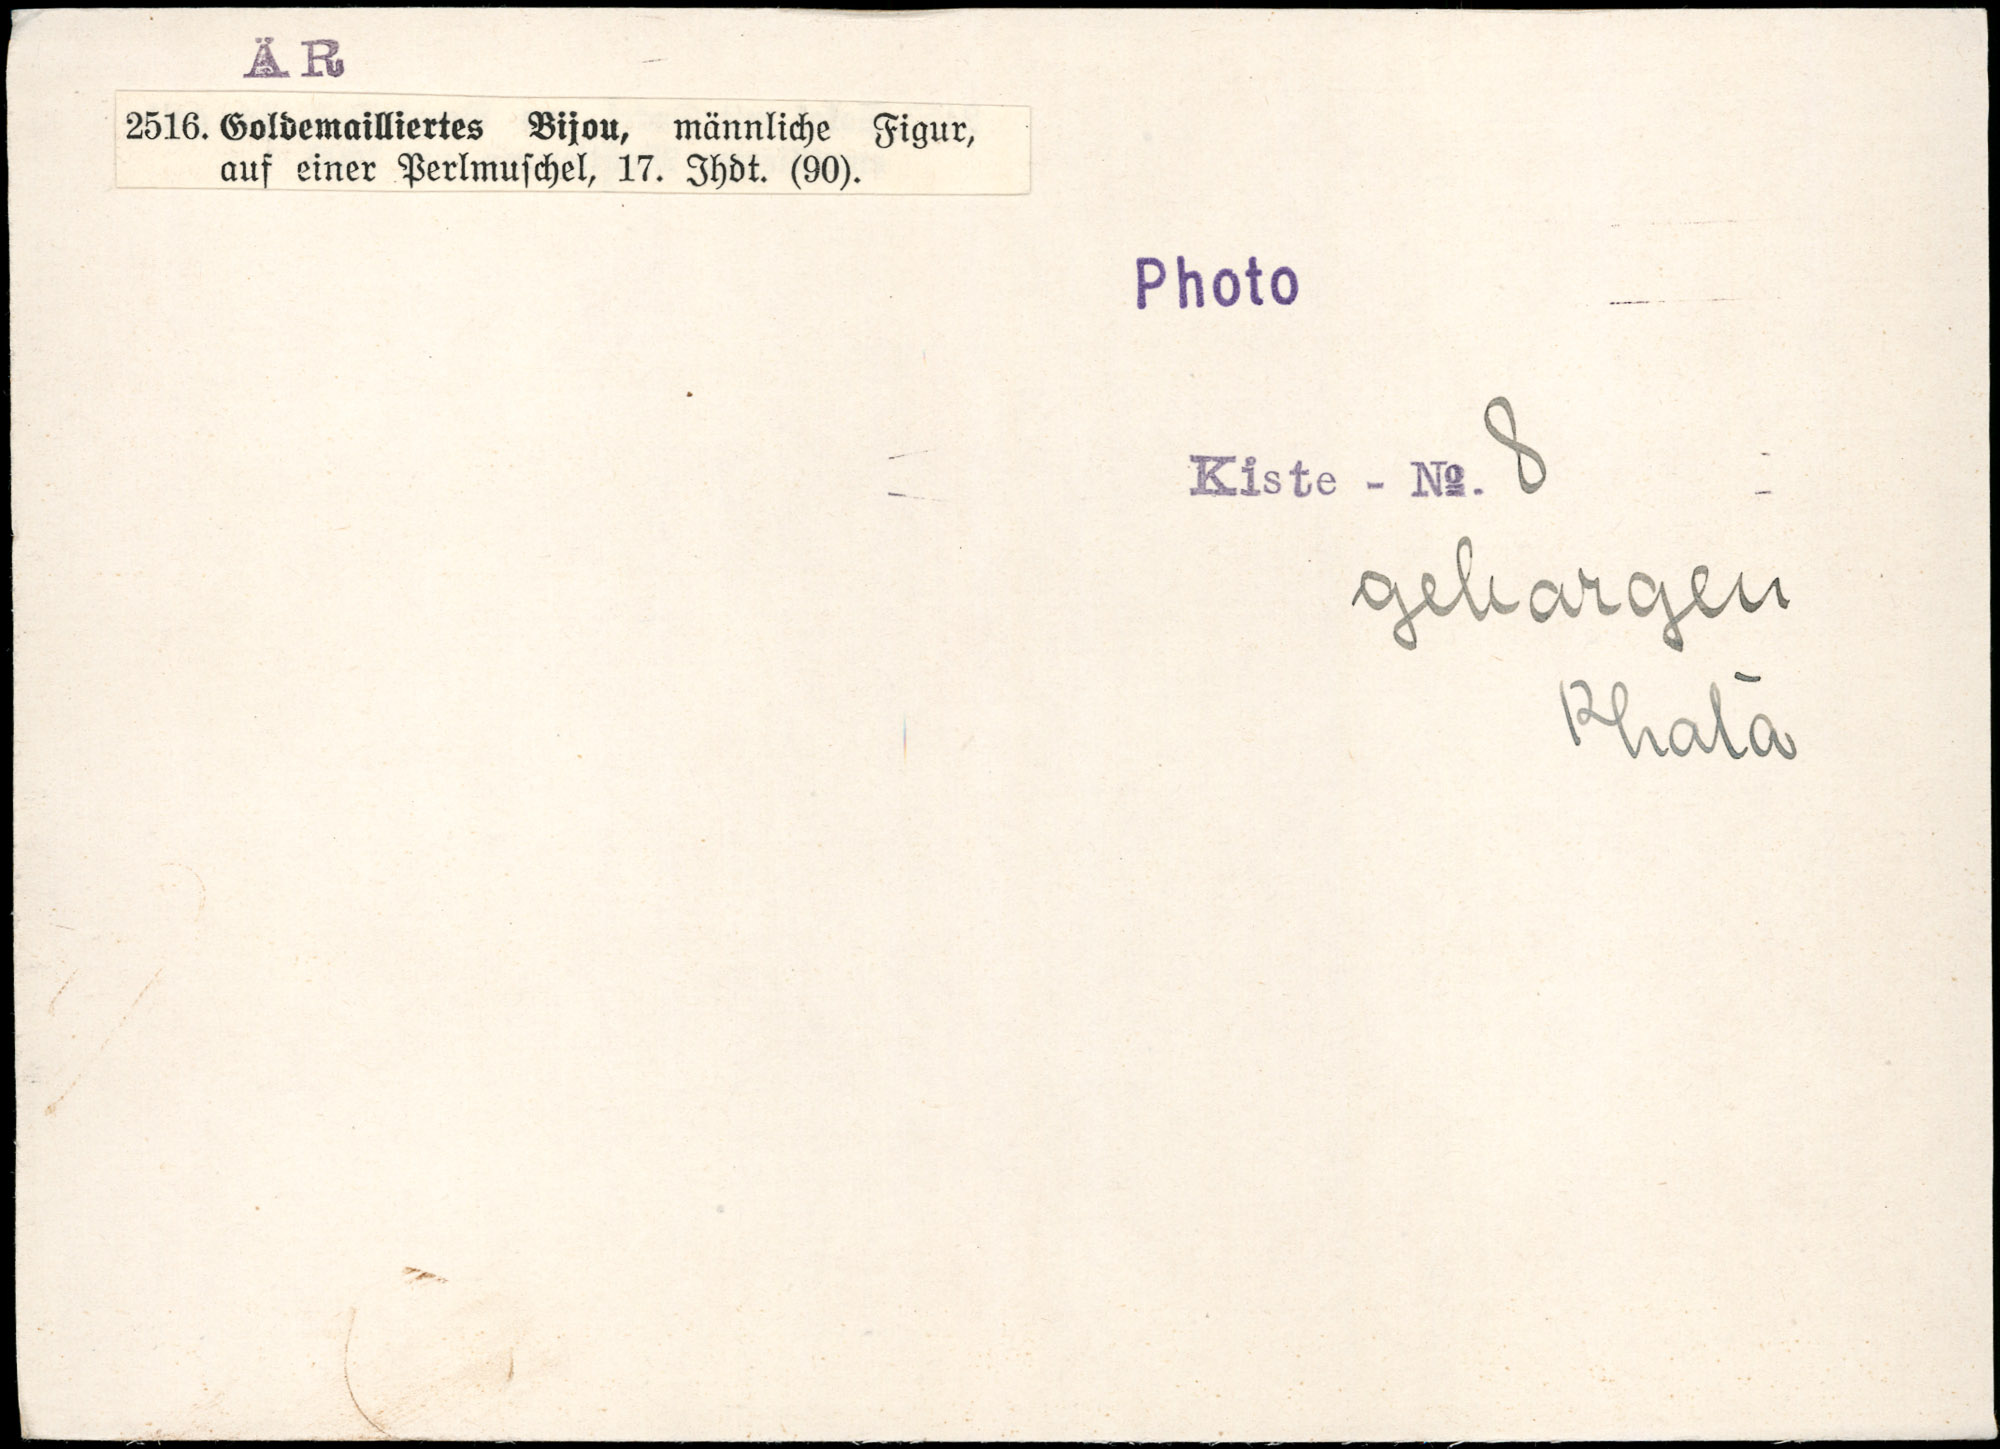 ÄR
2516. Goldemailliertes Bijou, männliche Figur,
auf einer Perlmuſchel, 17. Jhdt. (90).
Photo
Kiste - №. 8
geborgen